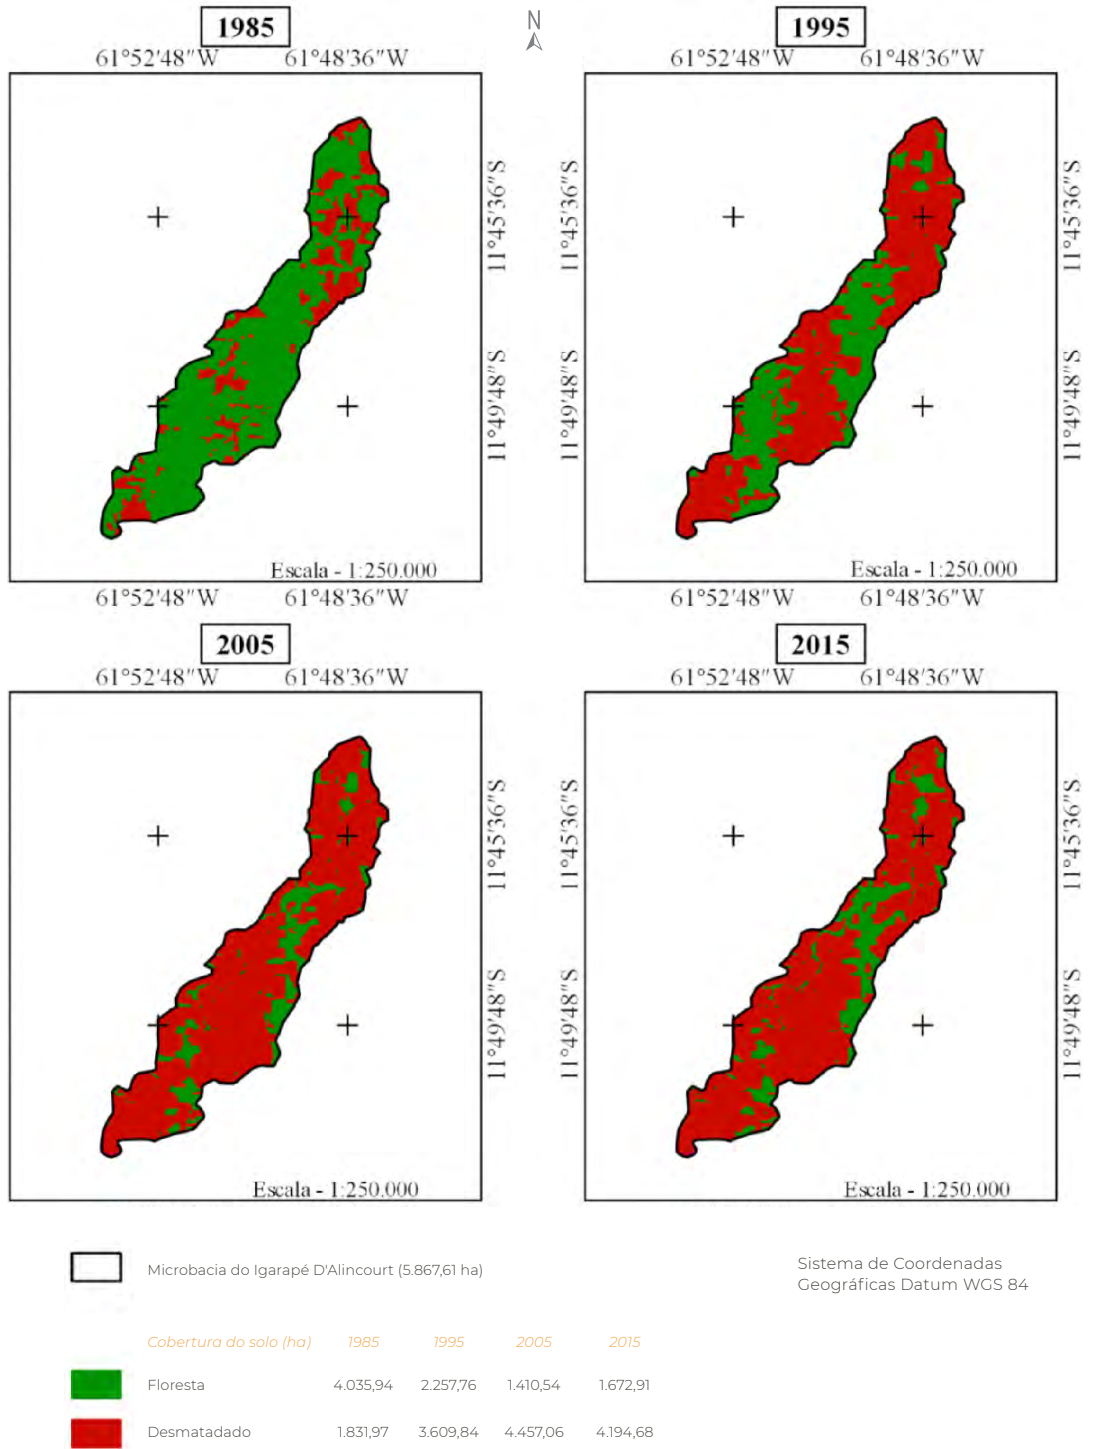 1985
N
1995
61°52'48"W 61°48'36"W
61°52'48"W 61°48'36"W
11°45'36"S
11°49'48"S
11°45'36"S
11°49'48"S
11°45'36"S
11°49'48"S
Escala - 1:250.000
Escala - 1:250.000
61°52'48"W 61°48'36"W
61°52'48"W 61°48'36"W
2005
2015
61°52'48"W 61°48'36"W
61°52'48"W 61°48'36"W
11°45'36"S
11°49'48"S
11°45'36"S
11°49'48"S
11°45'36"S
11°49'48"S
Escala - 1:250.000
Escala - 1:250.000
Microbacia do Igarapé D'Alincourt (5.867,61 ha)
Sistema de Coordenadas
Geográficas Datum WGS 84
Cobertura do solo (ha) 1985 1995 2005 2015
Floresta 4.035,94 2.257,76 1.410,54 1.672,91
Desmatadado 1.831,97 3.609,84 4.457,06 4.194,68